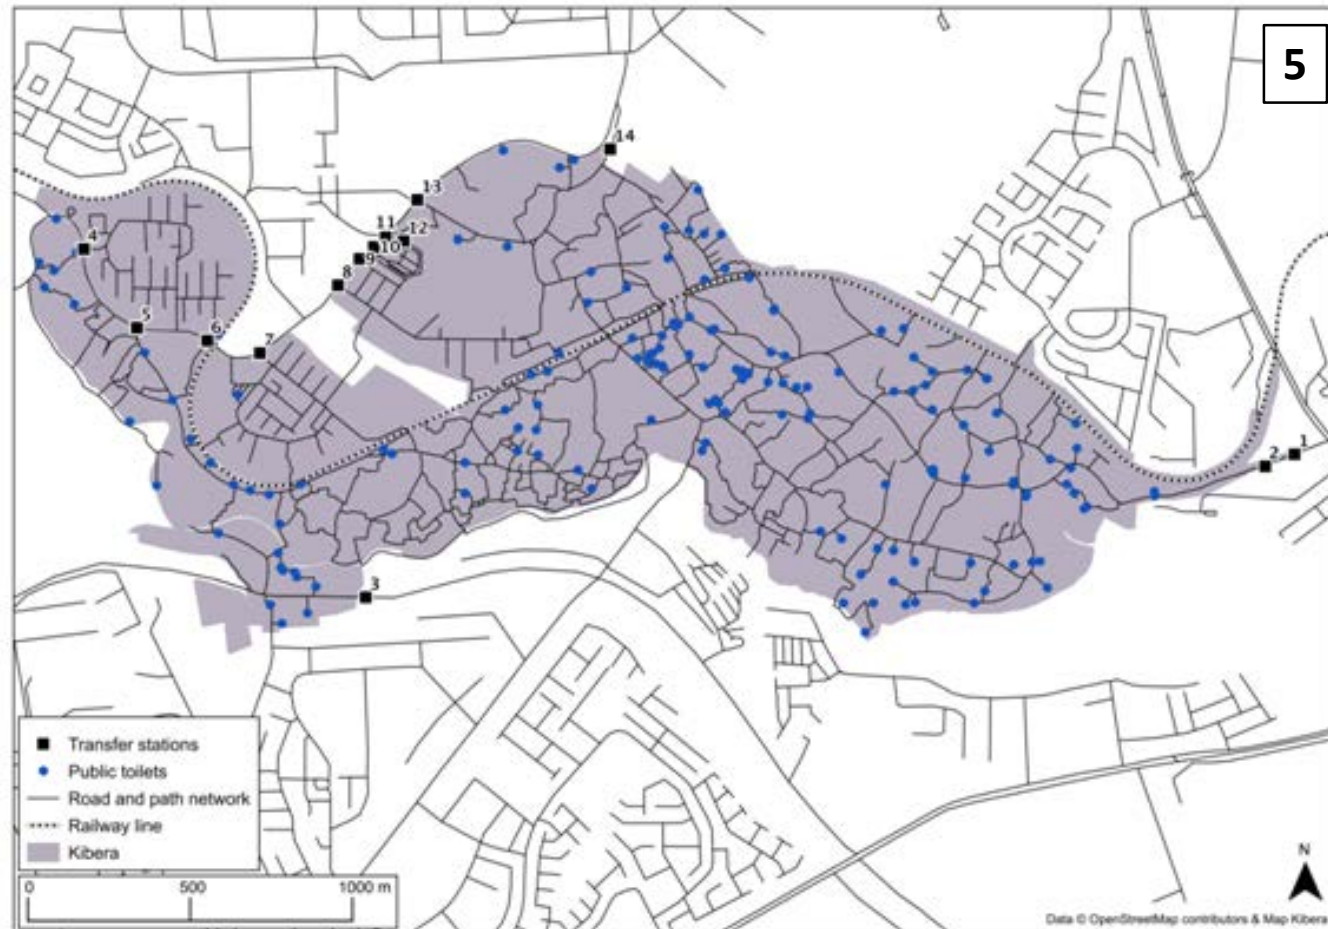 5
14
13
11
12
10
9
8
4
5
6
7
2
1
3
Transfer stations
Public toilets
Road and path network
Railway line
Kibera
0 500 1000 m
N
Data © OpenStreetMap contributors & Map Kibera